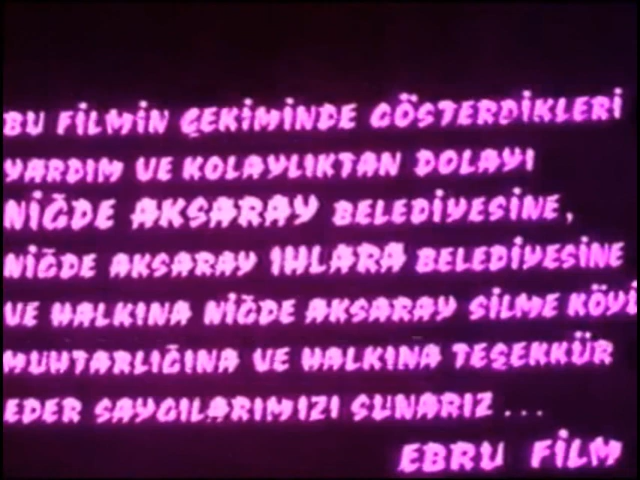 BU FİLMİN ÇEKİMİNDE GÖSTERDİKLERİ
YARDIM VE KOLAYLIKTAN DOLAYI
NİĞDE AKSARAY BELEDİYESİNE,
NİĞDE AKSARAY IHLARA BELEDİYESİNE
VE HALKINA NİĞDE AKSARAY SİLME KÖYÜ
MUHTARLIĞINA VE HALKINA TEŞEKKÜR
EDER SAYGILARIMIZI SUNARIZ ...
EBRU FİLM